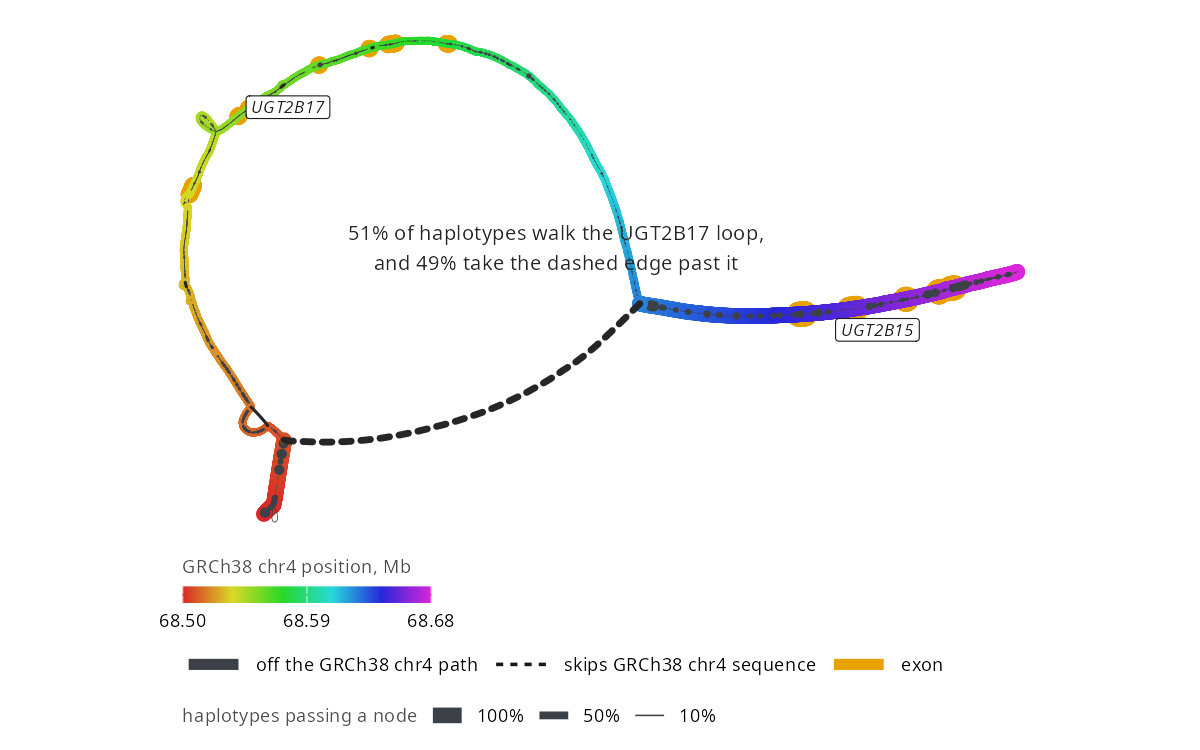 UGT2B17
51% of haplotypes walk the UGT2B17 loop,
and 49% take the dashed edge past it
UGT2B15
GRCh38 chr4 position, Mb
68.50 68.59 68.68
off the GRCh38 chr4 path skips GRCh38 chr4 sequence exon
haplotypes passing a node 100% 50% 10%